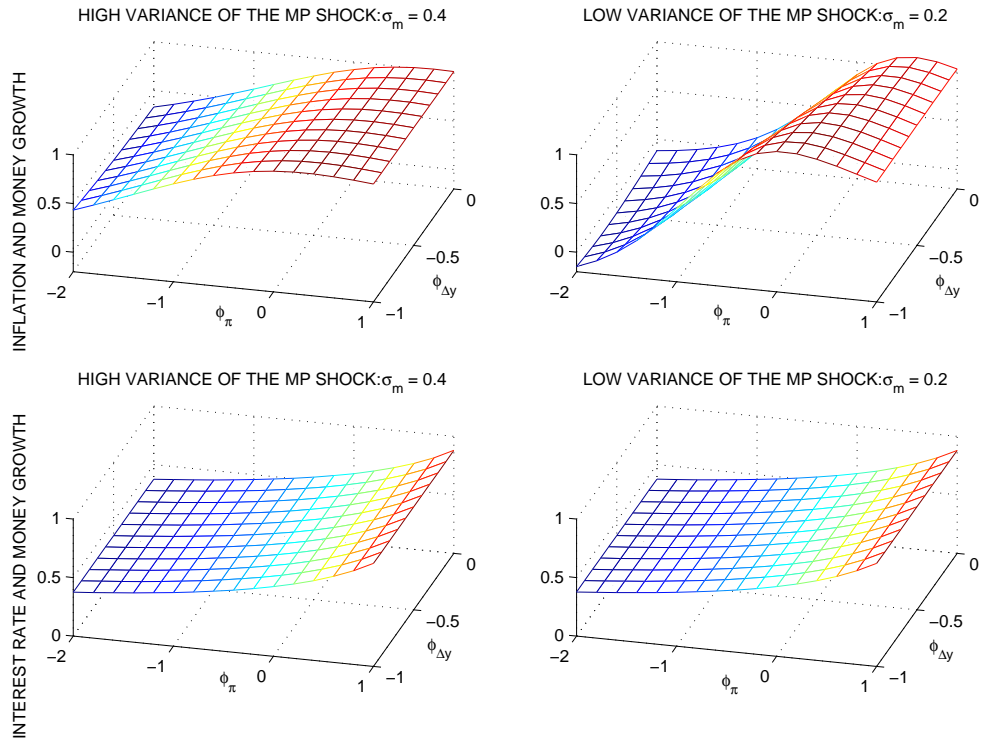 HIGH VARIANCE OF THE MP SHOCK:σm = 0.4
LOW VARIANCE OF THE MP SHOCK:σm = 0.2
INFLATION AND MONEY GROWTH
1
0.5
0
−2
−1
0
1
ϕπ
−1
−0.5
0
ϕΔy
1
0.5
0
−2
−1
0
1
ϕπ
−1
−0.5
0
ϕΔy
HIGH VARIANCE OF THE MP SHOCK:σm = 0.4
LOW VARIANCE OF THE MP SHOCK:σm = 0.2
INTEREST RATE AND MONEY GROWTH
1
0.5
0
−2
−1
0
1
ϕπ
−1
−0.5
0
ϕΔy
1
0.5
0
−2
−1
0
1
ϕπ
−1
−0.5
0
ϕΔy